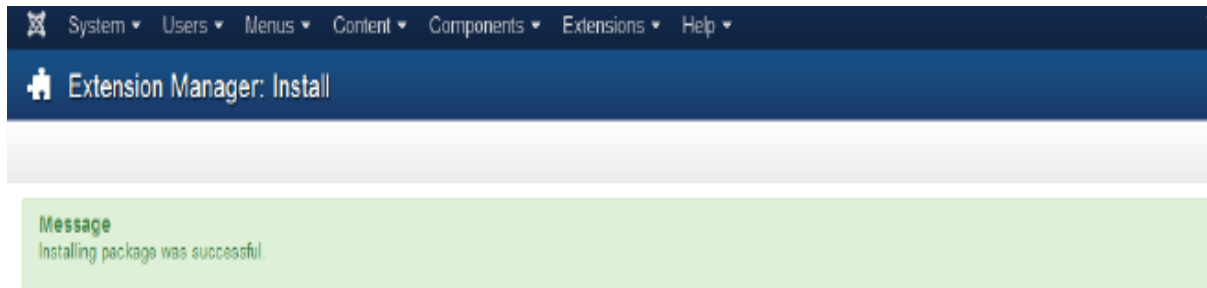 System Users Menus Content Components Extensions Help
Extension Manager: Install
Message
Installing package was successful.